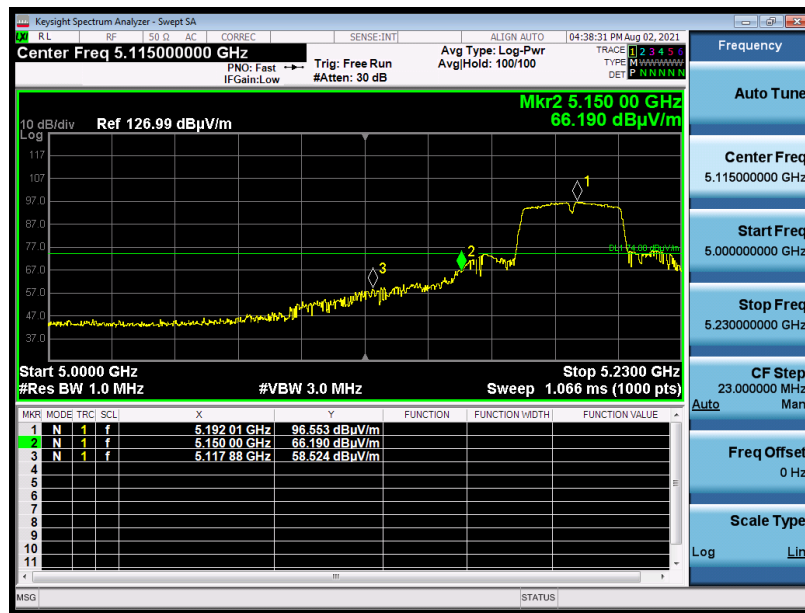 Keysight Spectrum Analyzer - Swept SA
LXI RL RF 50 Ω AC CORREC SENSE:INT ALIGN AUTO 04:38:31 PM Aug 02, 2021
Center Freq 5.115000000 GHz
PNO: Fast
IFGain:Low
Trig: Free Run
#Atten: 30 dB
Avg Type: Log-Pwr
Avg|Hold: 100/100
TRACE 1 2 3 4 5 6
TYPE M WWWWW
DET P N N N N N
Mkr2 5.150 00 GHz
66.190 dBµV/m
10 dB/div Ref 126.99 dBµV/m
Log
117
107
97.0
87.0
77.0
67.0
57.0
47.0
37.0
1
2
3
DL1 74.00 dBµV/m
Start 5.0000 GHz Stop 5.2300 GHz
#Res BW 1.0 MHz #VBW 3.0 MHz Sweep 1.066 ms (1000 pts)
MKR MODE TRC SCL X Y FUNCTION FUNCTION WIDTH FUNCTION VALUE
1 N 1 f 5.192 01 GHz 96.553 dBµV/m
2 N 1 f 5.150 00 GHz 66.190 dBµV/m
3 N 1 f 5.117 88 GHz 58.524 dBµV/m
4
5
6
7
8
9
10
11
MSG STATUS
Frequency
Auto Tune
Center Freq
5.115000000 GHz
Start Freq
5.000000000 GHz
Stop Freq
5.230000000 GHz
CF Step
23.000000 MHz
Auto Man
Freq Offset
0 Hz
Scale Type
Log Lin